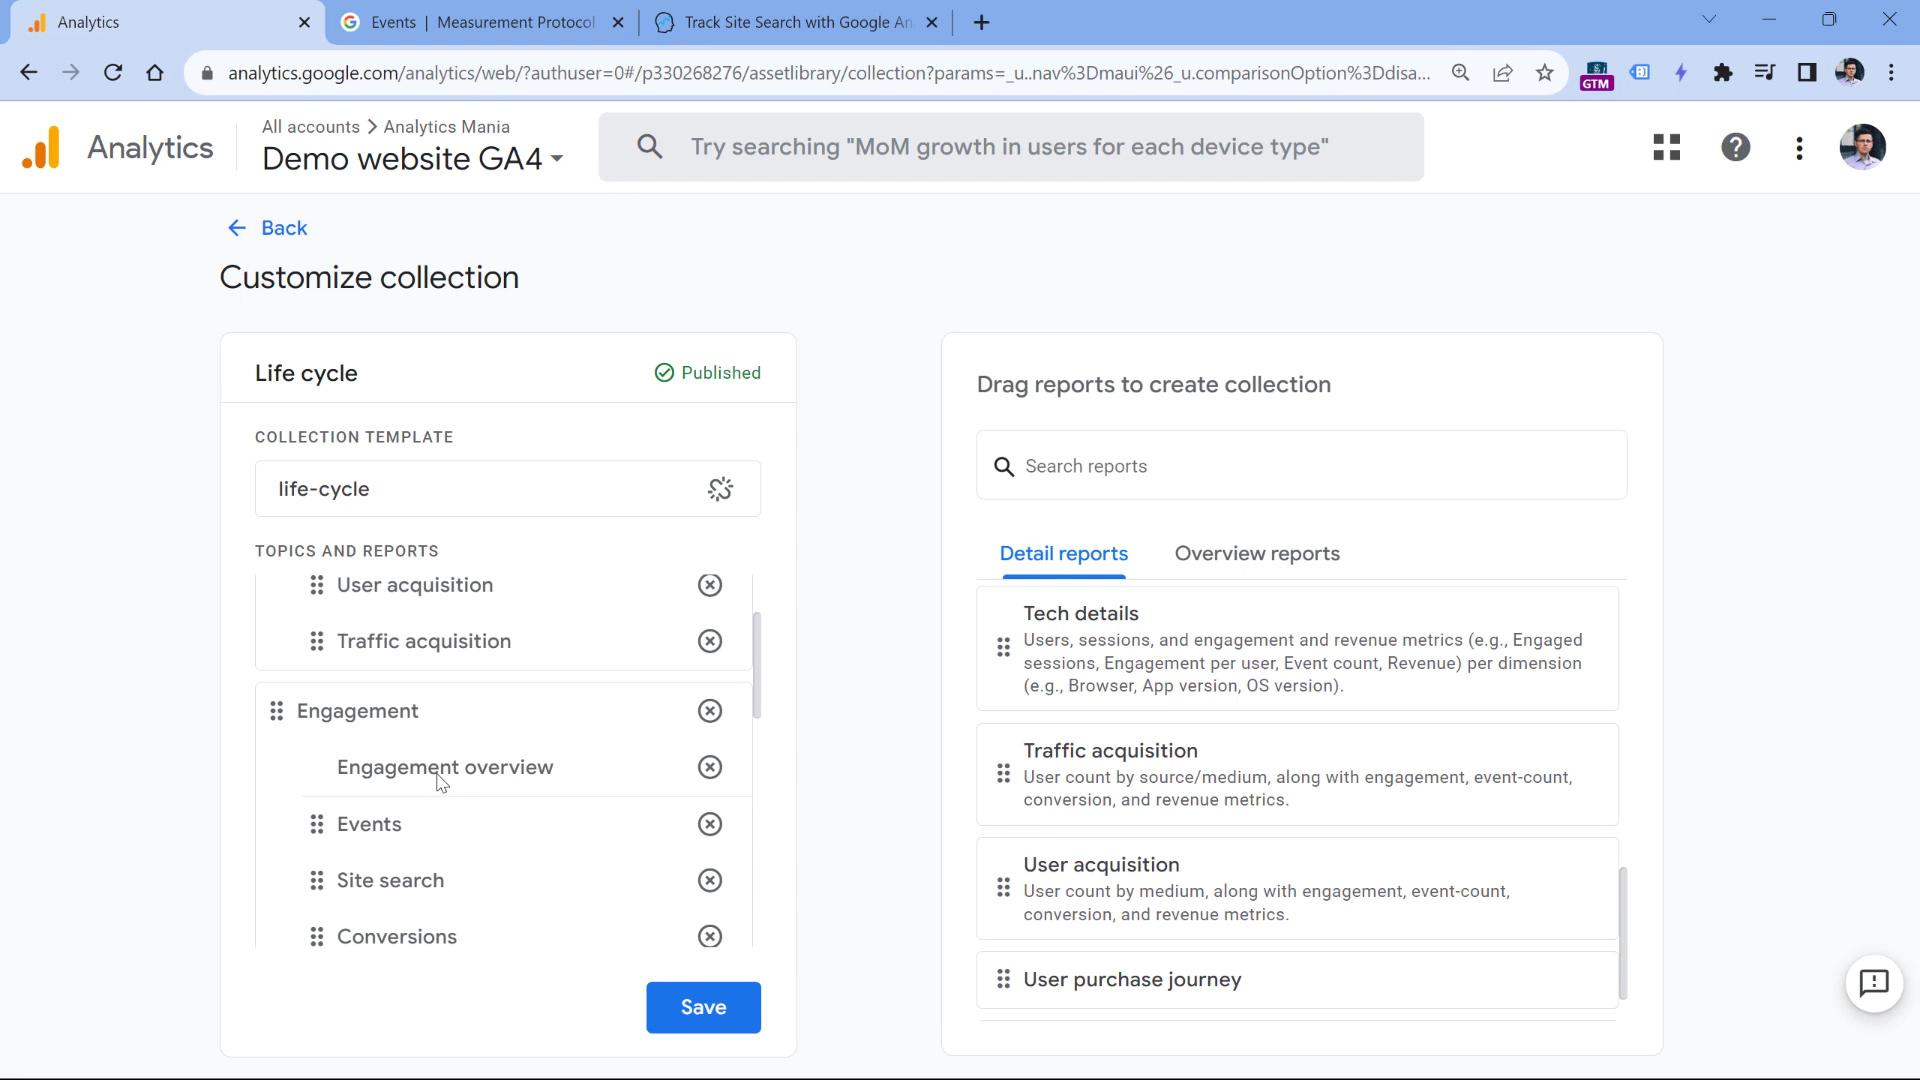 Analytics
Events | Measurement Protocol
Track Site Search with Google An
analytics.google.com/analytics/web/?authuser=0#/p330268276/assetlibrary/collection?params=_u..nav%3Dmaui%26_u.comparisonOption%3Ddisa...
GTM
Analytics
All accounts > Analytics Mania
Demo website GA4
Try searching "MoM growth in users for each device type"
Back
Customize collection
Life cycle
Published
COLLECTION TEMPLATE
life-cycle
TOPICS AND REPORTS
User acquisition
Traffic acquisition
Engagement
Engagement overview
Events
Site search
Conversions
Save
Drag reports to create collection
Search reports
Detail reports
Overview reports
Tech details
Users, sessions, and engagement and revenue metrics (e.g., Engaged
sessions, Engagement per user, Event count, Revenue) per dimension
(e.g., Browser, App version, OS version).
Traffic acquisition
User count by source/medium, along with engagement, event-count,
conversion, and revenue metrics.
User acquisition
User count by medium, along with engagement, event-count,
conversion, and revenue metrics.
User purchase journey